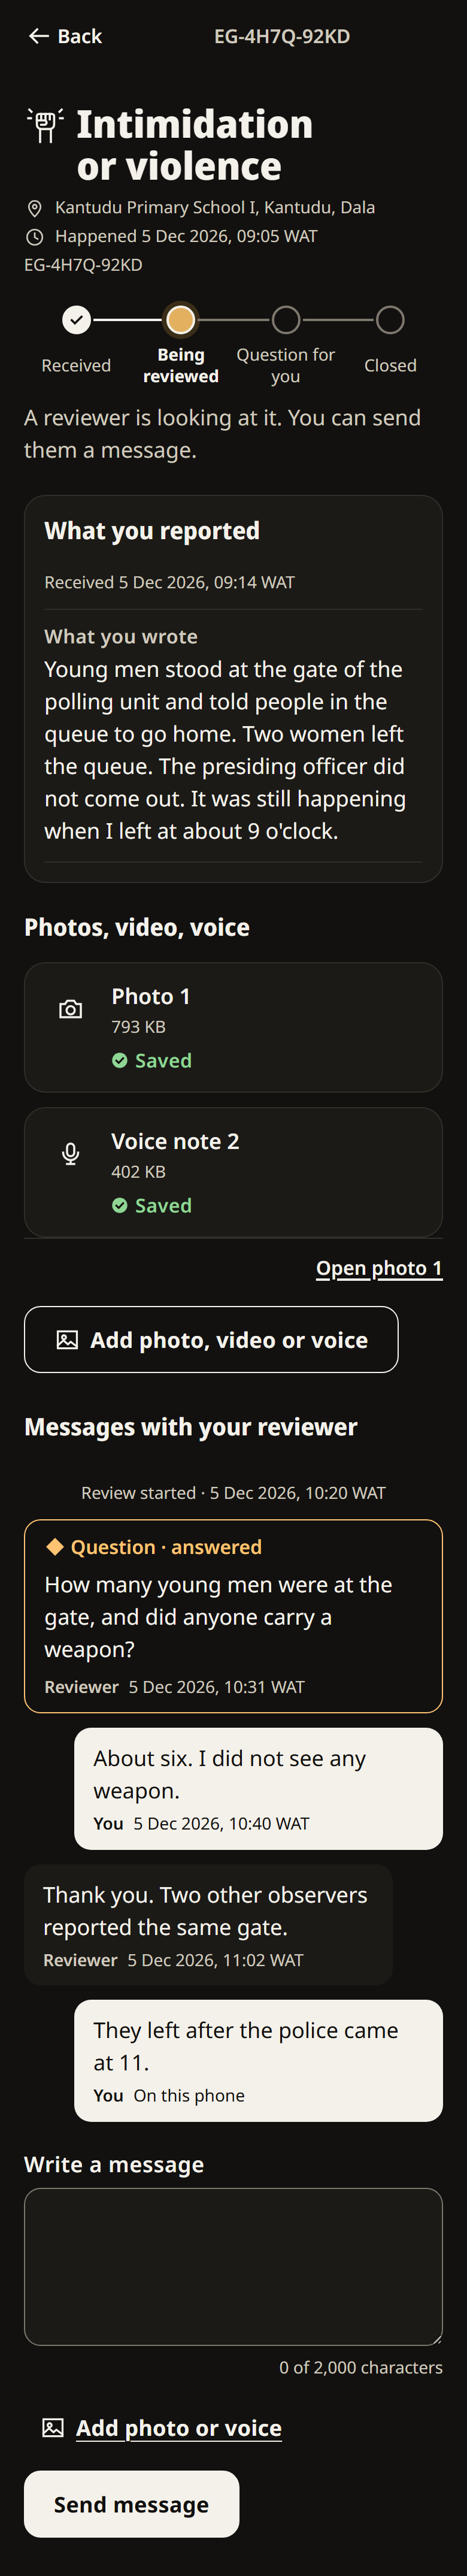 Back
EG-4H7Q-92KD
Intimidation
or violence
Kantudu Primary School I, Kantudu, Dala
Happened 5 Dec 2026, 09:05 WAT
EG-4H7Q-92KD
Received
Being
reviewed
Question for
you
Closed
A reviewer is looking at it. You can send
them a message.
What you reported
Received 5 Dec 2026, 09:14 WAT
What you wrote
Young men stood at the gate of the
polling unit and told people in the
queue to go home. Two women left
the queue. The presiding officer did
not come out. It was still happening
when I left at about 9 o'clock.
Photos, video, voice
Photo 1
793 KB
Saved
Voice note 2
402 KB
Saved
Open photo 1
Add photo, video or voice
Messages with your reviewer
Review started · 5 Dec 2026, 10:20 WAT
Question · answered
How many young men were at the
gate, and did anyone carry a
weapon?
Reviewer 5 Dec 2026, 10:31 WAT
About six. I did not see any
weapon.
You 5 Dec 2026, 10:40 WAT
Thank you. Two other observers
reported the same gate.
Reviewer 5 Dec 2026, 11:02 WAT
They left after the police came
at 11.
You On this phone
Write a message
0 of 2,000 characters
Add photo or voice
Send message